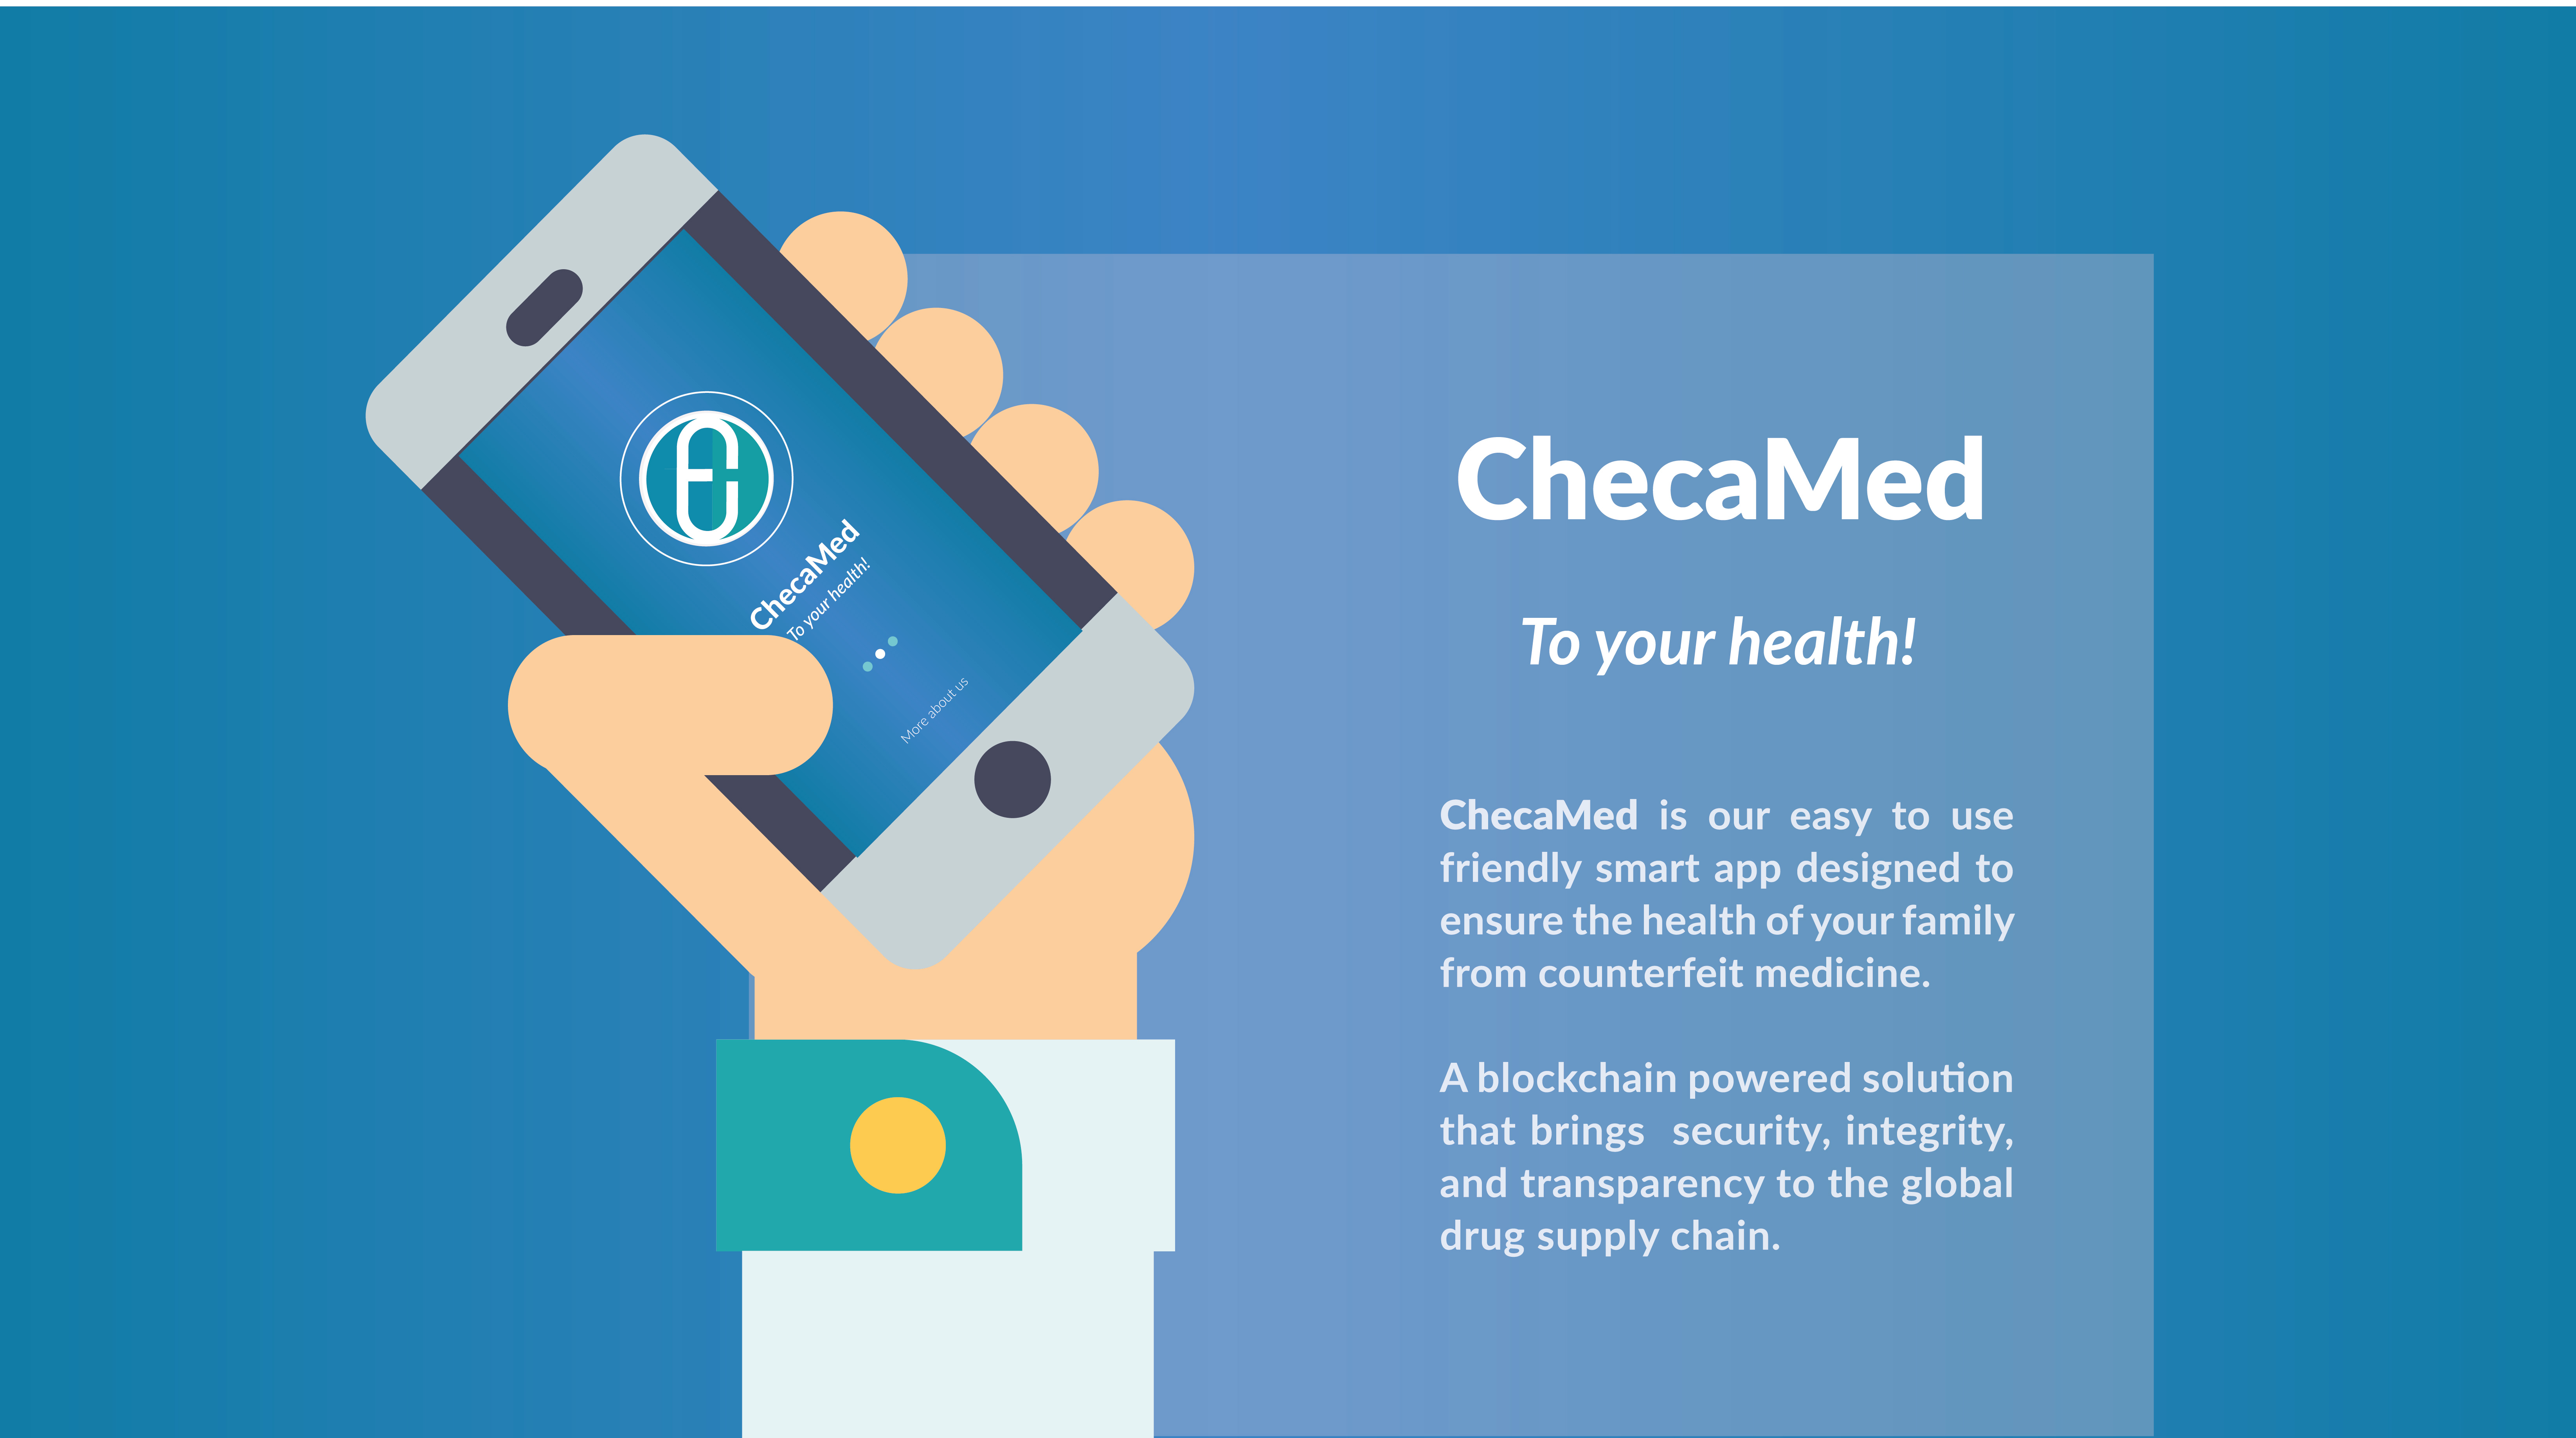 ChecaMed
To your health!
More about us
ChecaMed
To your health!
ChecaMed is our easy to use
friendly smart app designed to
ensure the health of your family
from counterfeit medicine.
A blockchain powered solution
that brings  security, integrity,
and transparency to the global
drug supply chain.